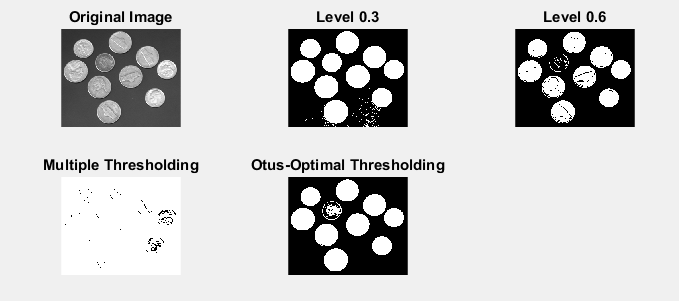 Original Image
Level 0.3
Level 0.6
Multiple Thresholding
Otus-Optimal Thresholding